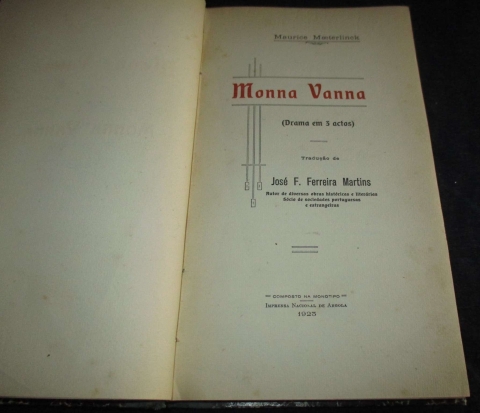 Maurice Maeterlinck
Monna Vanna
(Drama em 3 actos)
Tradução de
José F. Ferreira Martins
Autor de diversas obras históricas e literárias
Sócio de sociedades portuguesas
e estrangeiras
COMPOSTO NA MONOTIPO
IMPRENSA NACIONAL DE ANGOLA
1925